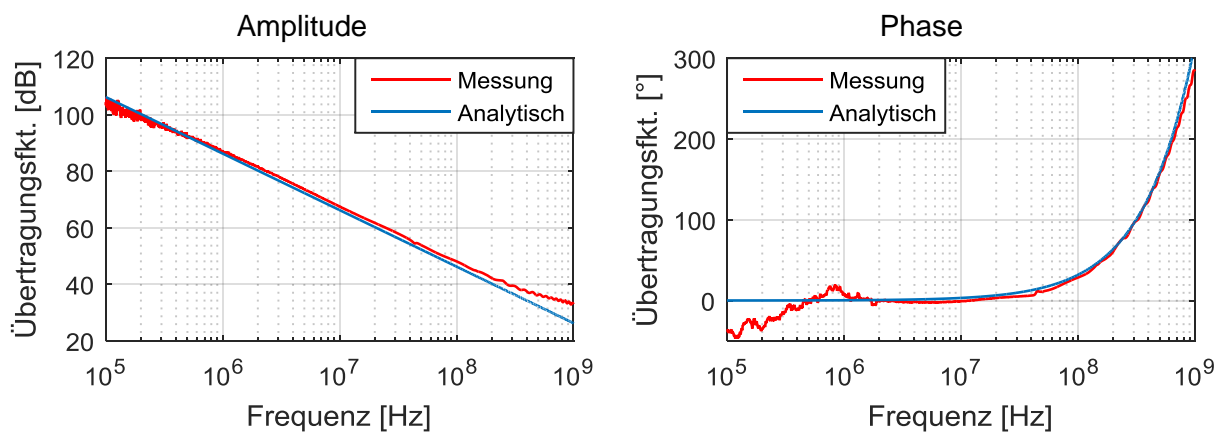 Amplitude
Übertragungsfkt. [dB]
120
100
80
60
40
20
Messung
Analytisch
10^5
10^6
10^7
10^8
10^9
Frequenz [Hz]
Phase
Übertragungsfkt. [°]
300
200
100
0
Messung
Analytisch
10^5
10^6
10^7
10^8
10^9
Frequenz [Hz]